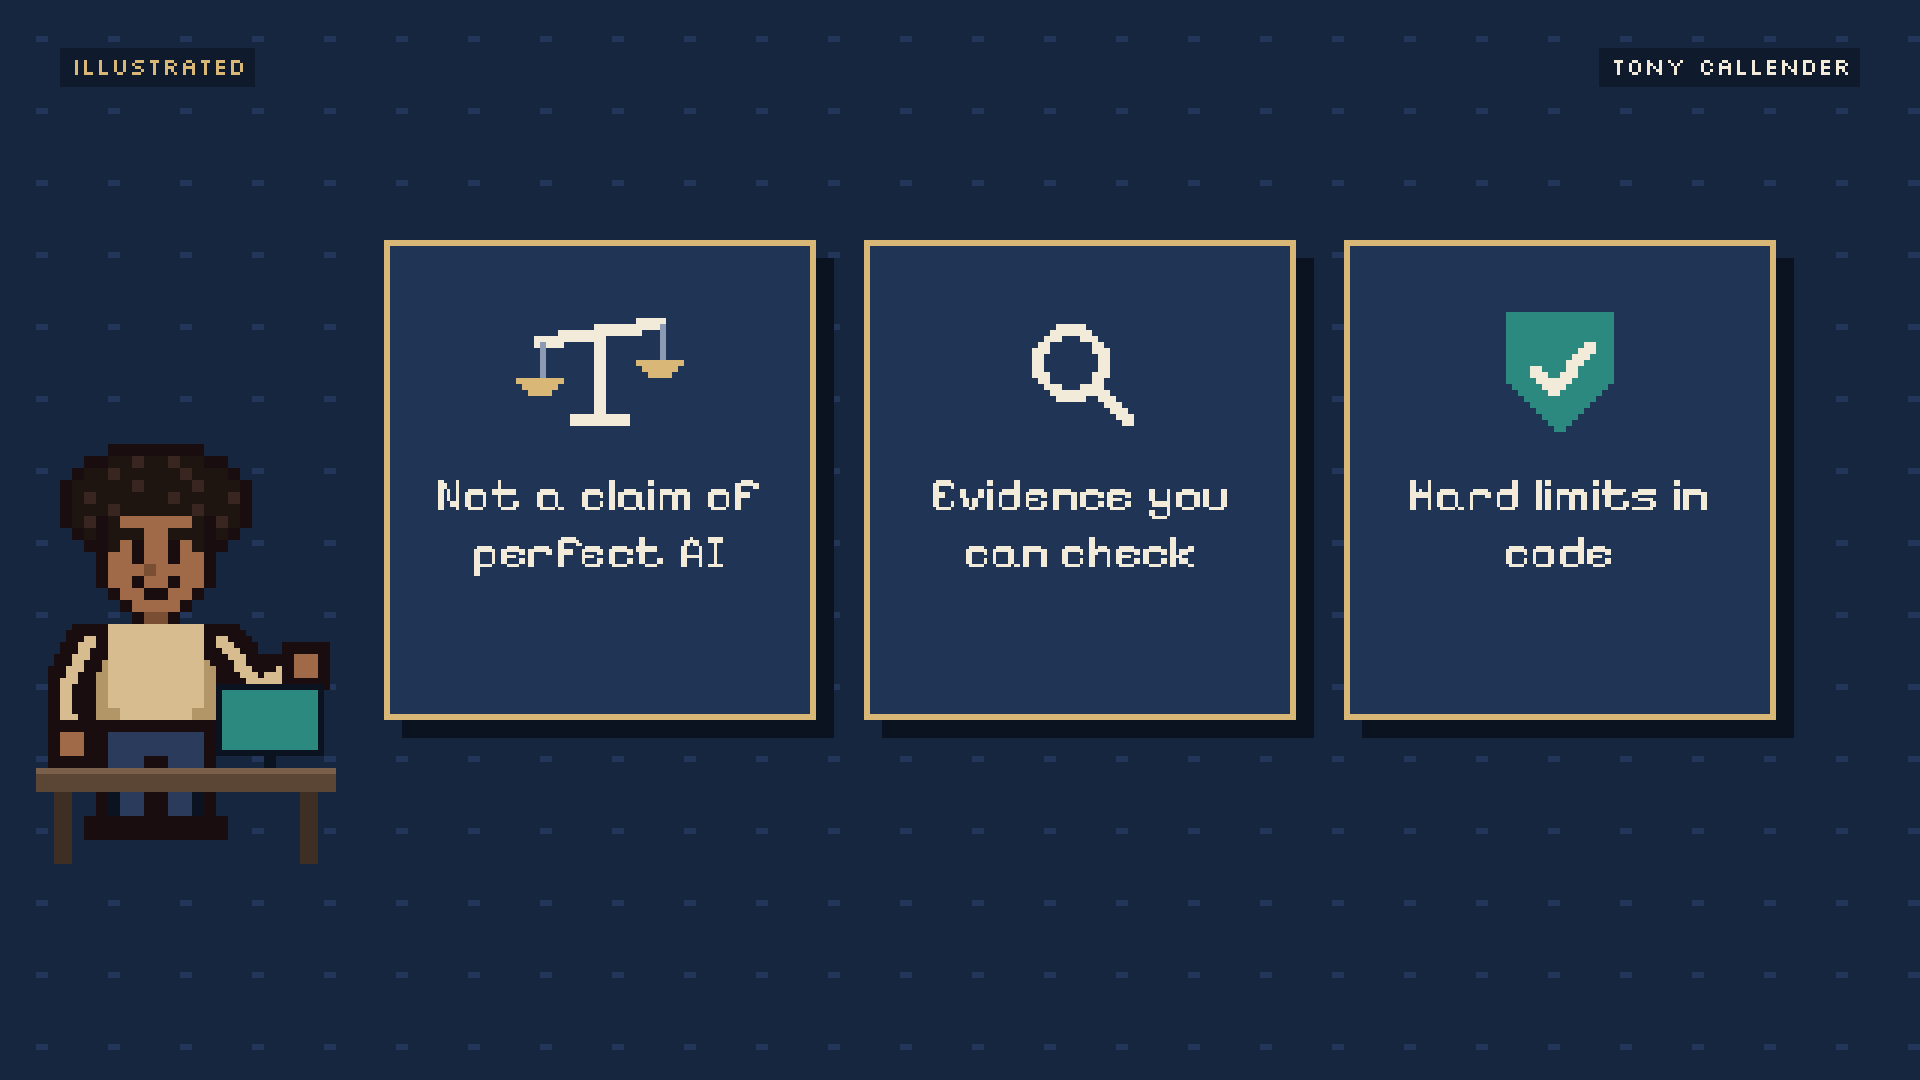 ILLUSTRATED
TONY CALLENDER
Not a claim of
perfect AI
Evidence you
can check
Hard limits in
code